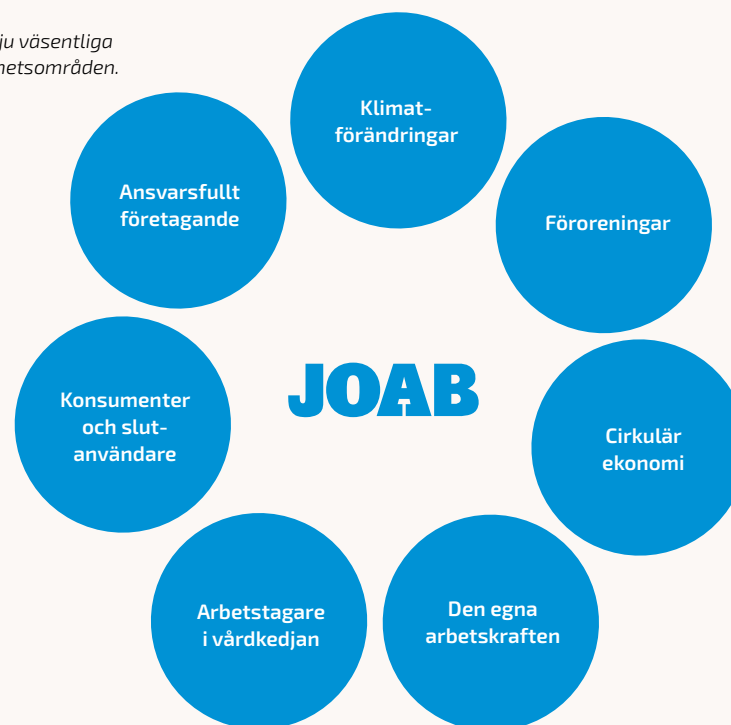 ju väsentliga
hetsområden.
Klimat-
förändringar
Ansvarsfullt
företagande
Föroreningar
JOAB
Konsumenter
och slut-
användare
Cirkulär
ekonomi
Arbetstagare
i vårdkedjan
Den egna
arbetskraften